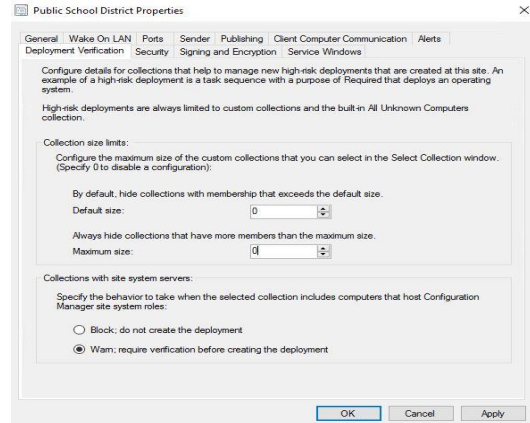 Public School District Properties
General Wake On LAN Ports Sender Publishing Client Computer Communication Alerts
Deployment Verification Security Signing and Encryption Service Windows
Configure details for collections that help to manage new high-risk deployments that are created at this site. An
example of a high-risk deployment is a task sequence with a purpose of Required that deploys an operating
system.
High-risk deployments are always limited to custom collections and the built-in All Unknown Computers
collection.
Collection size limits:
Configure the maximum size of the custom collections that you can select in the Select Collection window.
(Specify 0 to disable a configuration):
By default, hide collections with membership that exceeds the default size.
Default size: 0
Always hide collections that have more members than the maximum size.
Maximum size: 0
Collections with site system servers:
Specify the behavior to take when the selected collection includes computers that host Configuration
Manager site system roles:
Block; do not create the deployment
Warn; require verification before creating the deployment
OK Cancel Apply